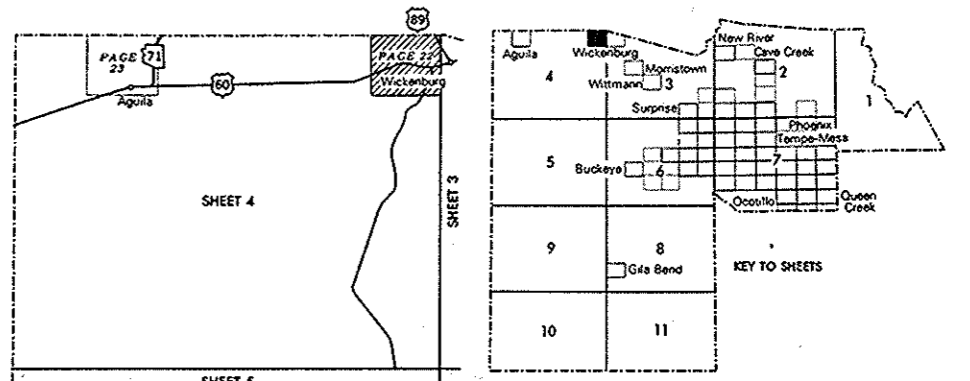 89
PAGE 23
71
PAGE 22
Wickenburg
60
Aguila
SHEET 4
SHEET 3
SHEET 5
New River
Cave Creek
Aguila
Wickenburg
4
Morristown
2
Wittmann
3
1
Surprise
Phoenix
Tempe-Mesa
5
7
Buckeye
6
Ocotillo
Queen
Creek
9
8
KEY TO SHEETS
Gila Bend
10
11